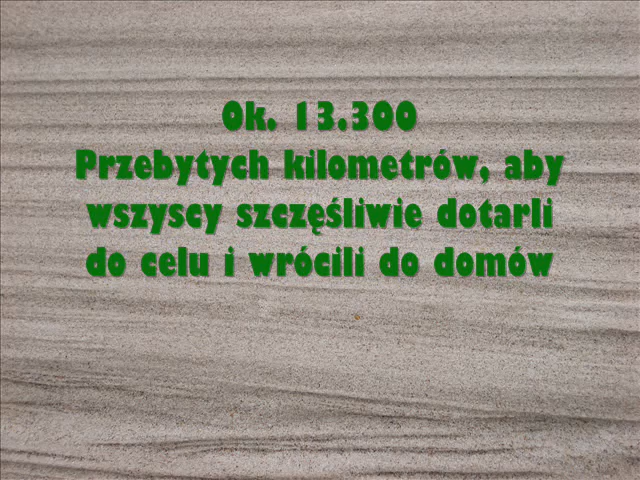 Ok. 13.300
Przebytych kilometrów, aby
wszyscy szczęśliwie dotarli
do celu i wrócili do domów